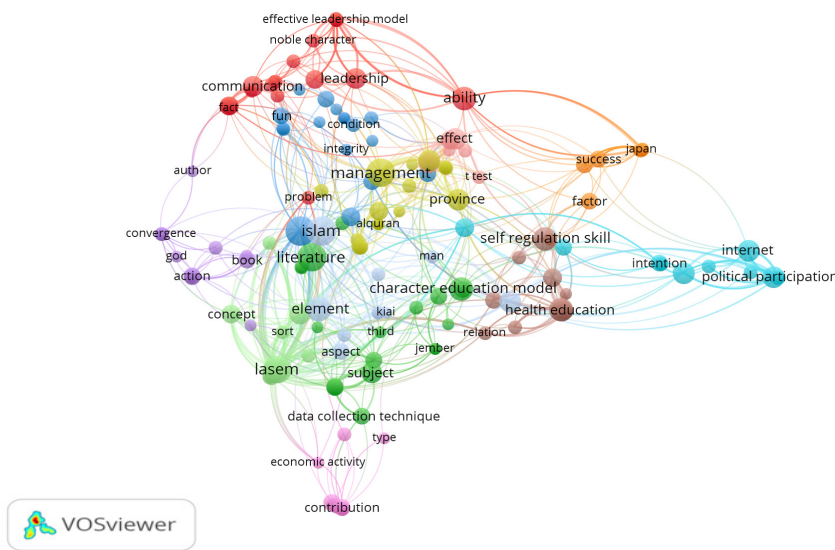 effective leadership model
noble character
communication
leadership
ability
fact
fun
condition
effect
integrity
success
japan
author
management
t test
problem
province
factor
convergence
islam
alquran
self regulation skill
god
literature
man
internet
book
intention
action
political participation
character education model
concept
element
kiai
health education
sort
third
relation
aspect
jember
lasem
subject
data collection technique
type
economic activity
contribution
VOSviewer